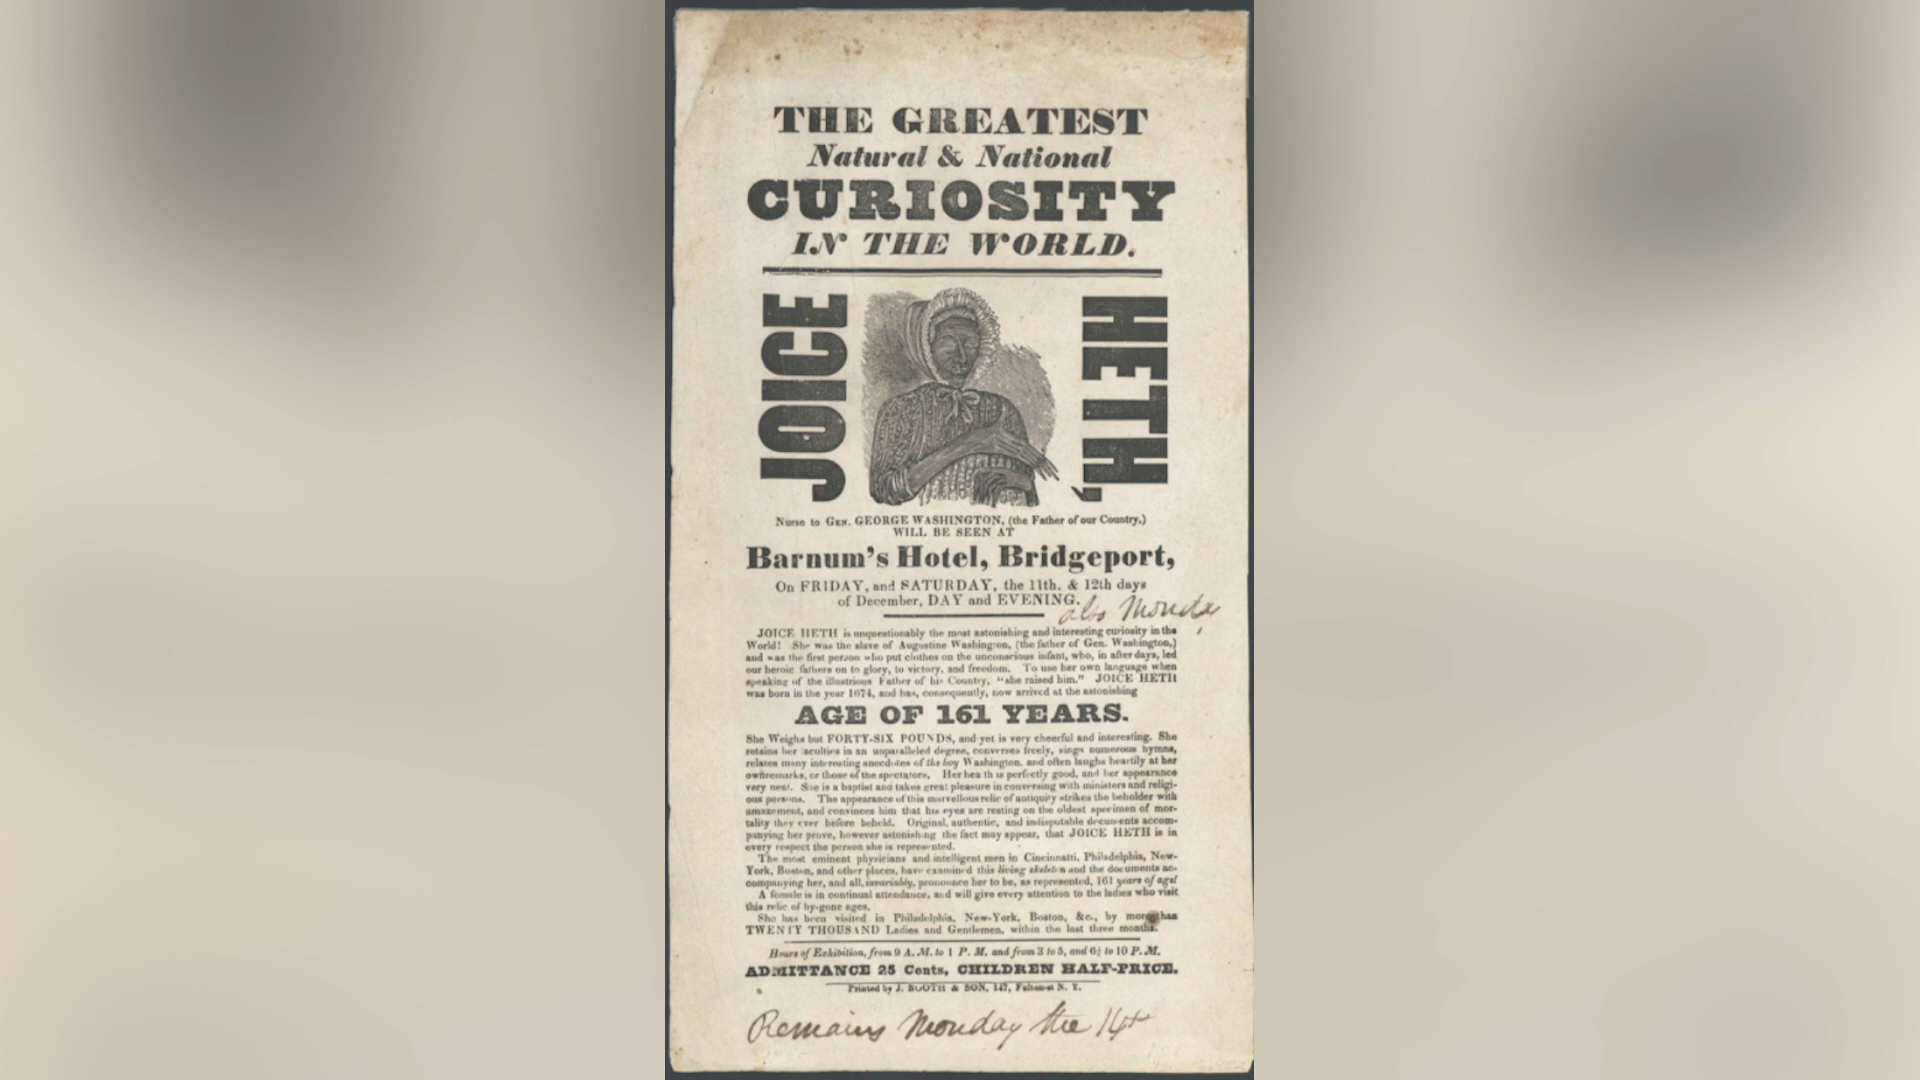 THE GREATEST
Natural & National
CURIOSITY
IN THE WORLD.
JOICE
HETH,
Nurse to GEN. GEORGE WASHINGTON, (the Father of our Country,)
WILL BE SEEN AT
Barnum's Hotel, Bridgeport,
On FRIDAY, and SATURDAY, the 11th. & 12th days
of December, DAY and EVENING.
also Monday
JOICE HETH is unquestionably the most astonishing and interesting curiosity in the
World! She was the slave of Augustine Washington, (the father of Gen. Washington,)
and was the first person who put clothes on the unconscious infant, who, in after days, led
our heroic fathers on to glory, to victory, and freedom. To use her own language when
speaking of the illustrious Father of his Country, "she raised him." JOICE HETH
was born in the year 1674, and has, consequently, now arrived at the astonishing
AGE OF 161 YEARS.
She Weighs but FORTY-SIX POUNDS, and yet is very cheerful and interesting. She
retains her faculties in an unparalleled degree, converses freely, sings numerous hymns,
relates many interesting anecdotes of the boy Washington, and often laughs heartily at her
own remarks, or those of the spectators. Her health is perfectly good, and her appearance
very neat. She is a baptist and takes great pleasure in conversing with ministers and religi-
ous persons. The appearance of this marvellous relic of antiquity strikes the beholder with
amazement, and convinces him that his eyes are resting on the oldest specimen of mor-
tality they ever before beheld. Original, authentic, and indisputable documents accom-
panying her prove, however astonishing the fact may appear, that JOICE HETH is in
every respect the person she is represented.
The most eminent physicians and intelligent men in Cincinnatti, Philadelphia, New-
York, Boston, and other places, have examined this living skeleton and the documents ac-
companying her, and all, invariably, pronounce her to be, as represented, 161 years of age!
A female is in continual attendance, and will give every attention to the ladies who visit
this relic of by-gone ages.
She has been visited in Philadelphia, New-York, Boston, &c., by more than
TWENTY THOUSAND Ladies and Gentlemen, within the last three months.
Hours of Exhibition, from 9 A. M. to 1 P. M. and from 3 to 5, and 6½ to 10 P. M.
ADMITTANCE 25 Cents, CHILDREN HALF-PRICE.
Printed by J. BOOTH & SON, 147, Fulton-st N. Y.
Remains Monday the 14th